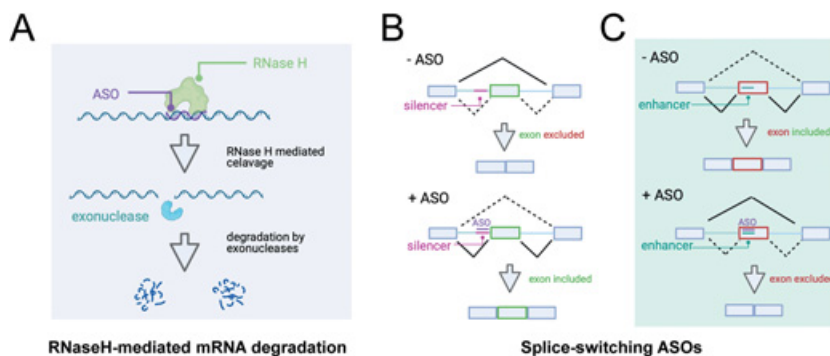 A
RNase H
ASO
RNase H mediated
celavage
exonuclease
degradation by
exonucleases
RNaseH-mediated mRNA degradation
B
- ASO
silencer
exon excluded
+ ASO
ASO
silencer
exon included
C
- ASO
enhancer
exon included
+ ASO
ASO
enhancer
exon excluded
Splice-switching ASOs